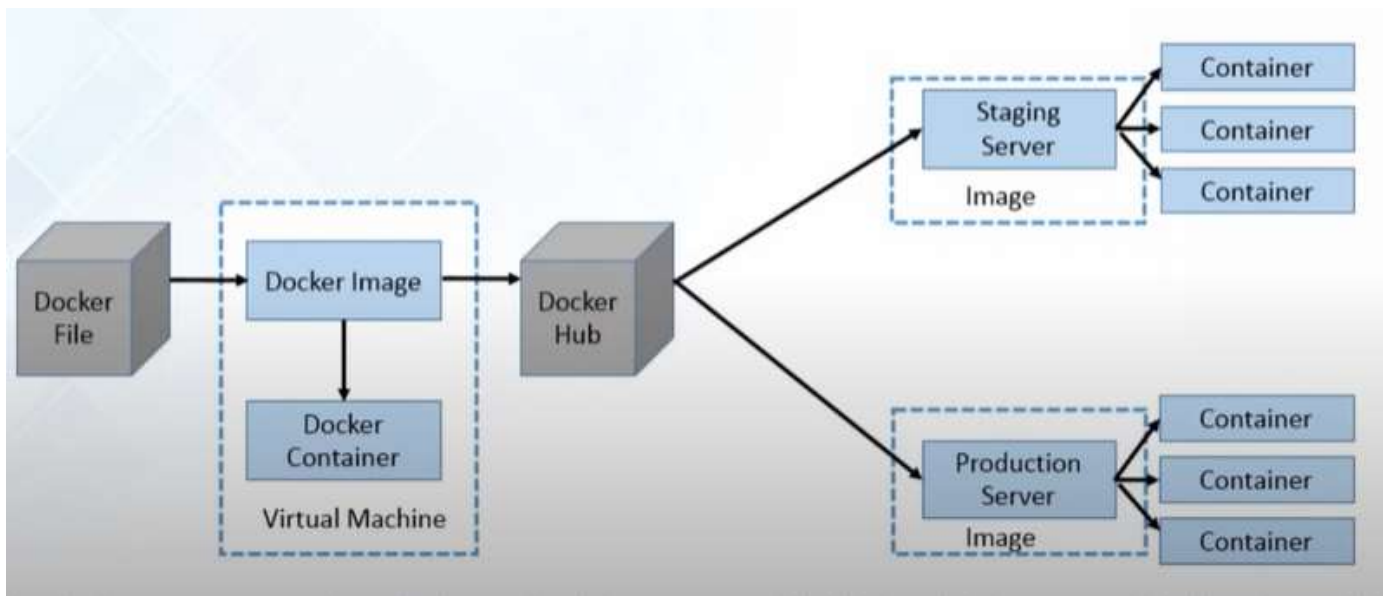 Docker
File
Docker Image
Docker
Container
Virtual Machine
Docker
Hub
Staging
Server
Image
Container
Container
Container
Production
Server
Image
Container
Container
Container